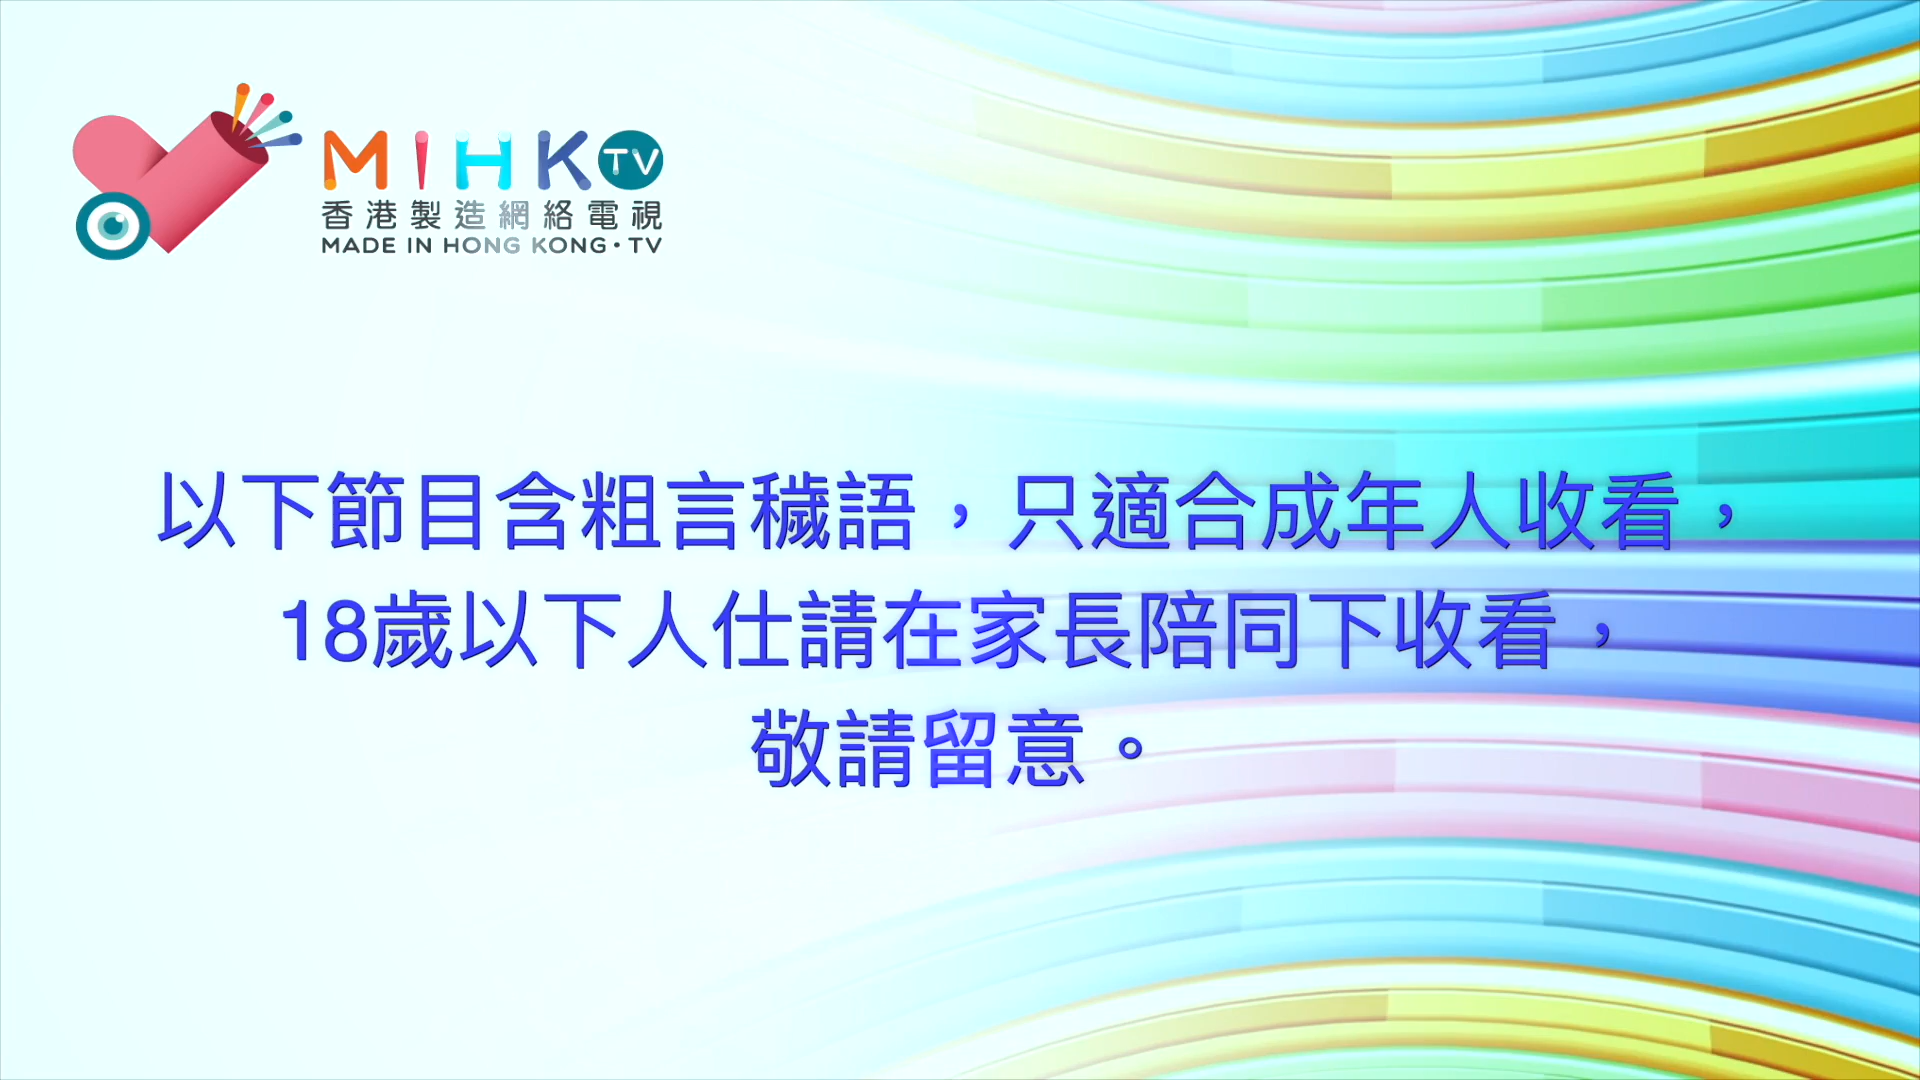 MIHK TV
香港製造網絡電視
MADE IN HONG KONG・TV
以下節目含粗言穢語，只適合成年人收看，
18歲以下人仕請在家長陪同下收看，
敬請留意。